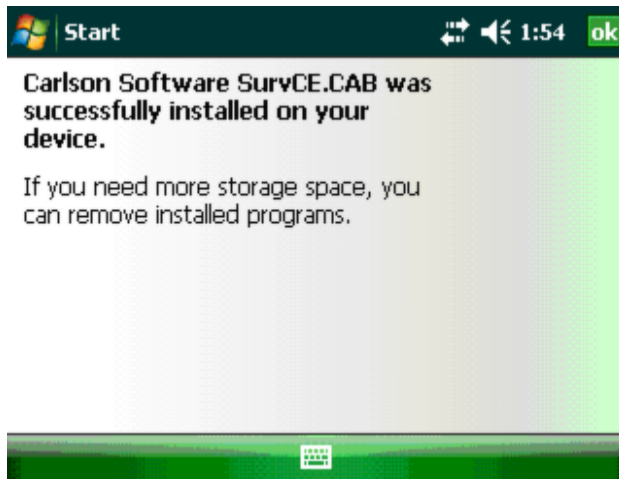 Start 1:54 ok
Carlson Software SurvCE.CAB was
successfully installed on your
device.
If you need more storage space, you
can remove installed programs.